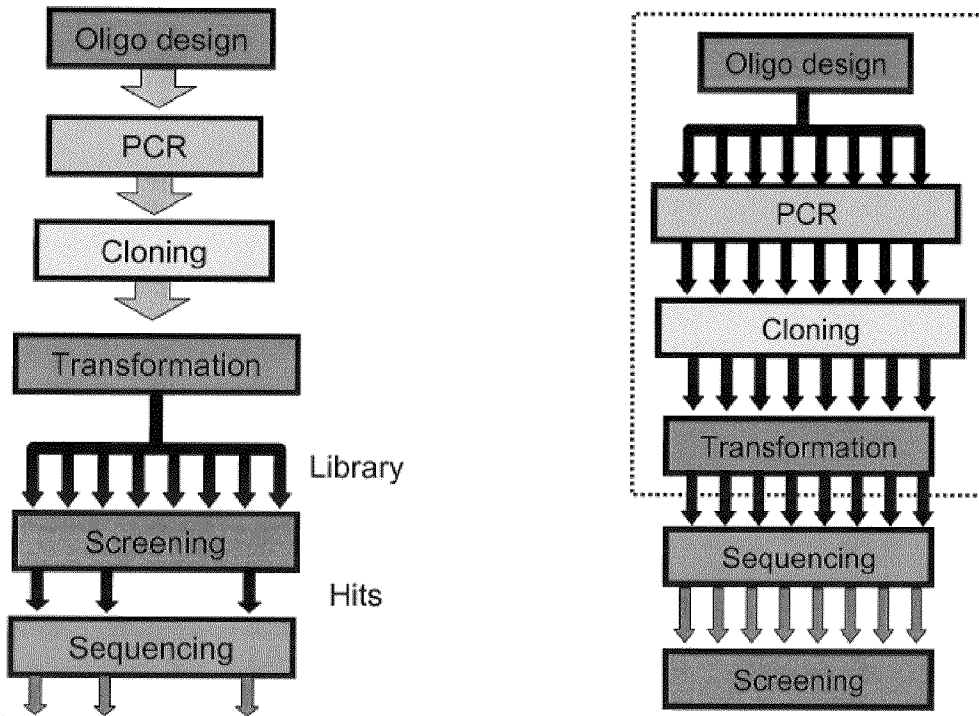 Oligo design
PCR
Cloning
Transformation
Library
Screening
Hits
Sequencing
Oligo design
PCR
Cloning
Transformation
Sequencing
Screening